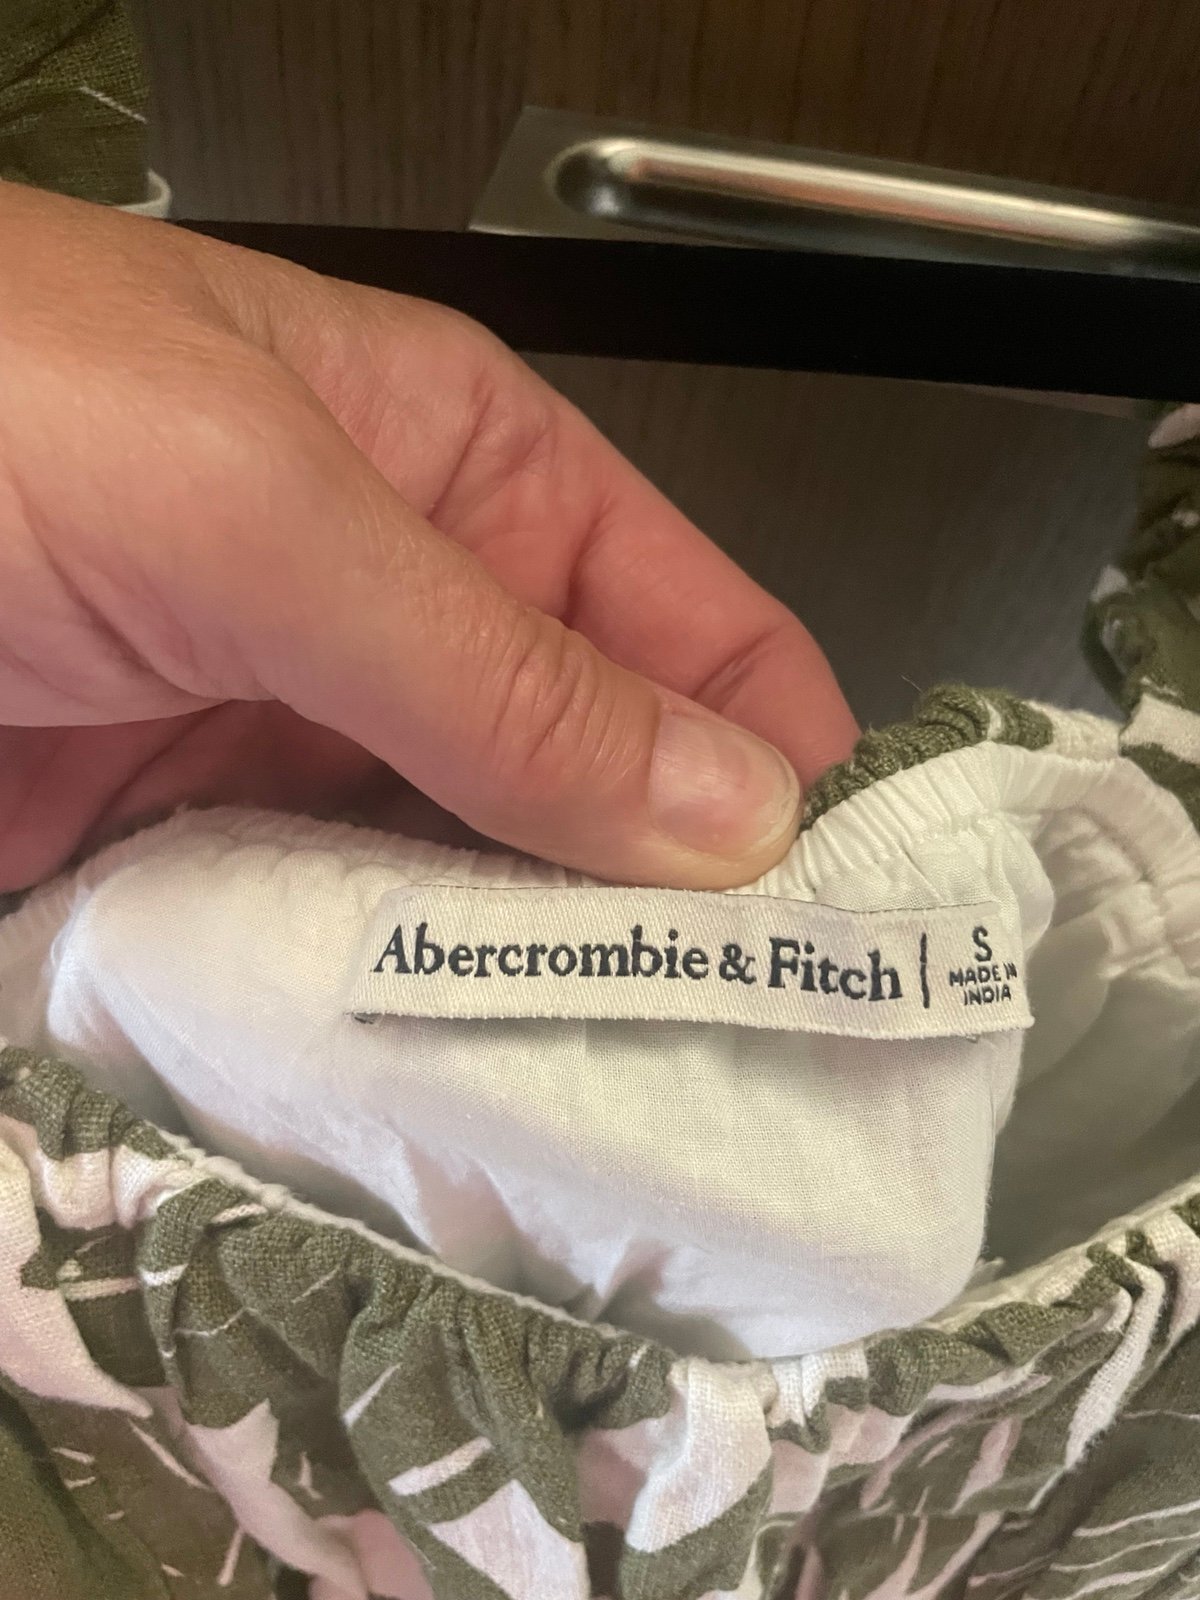 Abercrombie & Fitch | S
MADE IN
INDIA